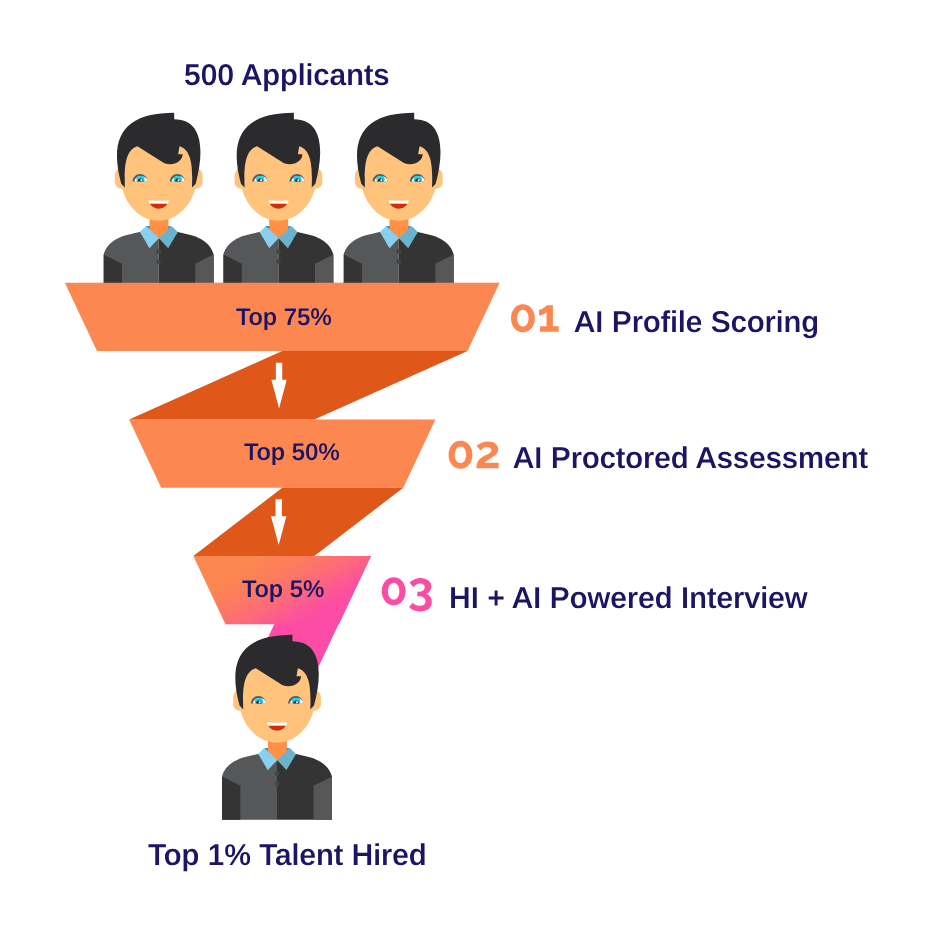 500 Applicants
Top 75%
01 AI Profile Scoring
Top 50%
02 AI Proctored Assessment
Top 5%
03 HI + AI Powered Interview
Top 1% Talent Hired